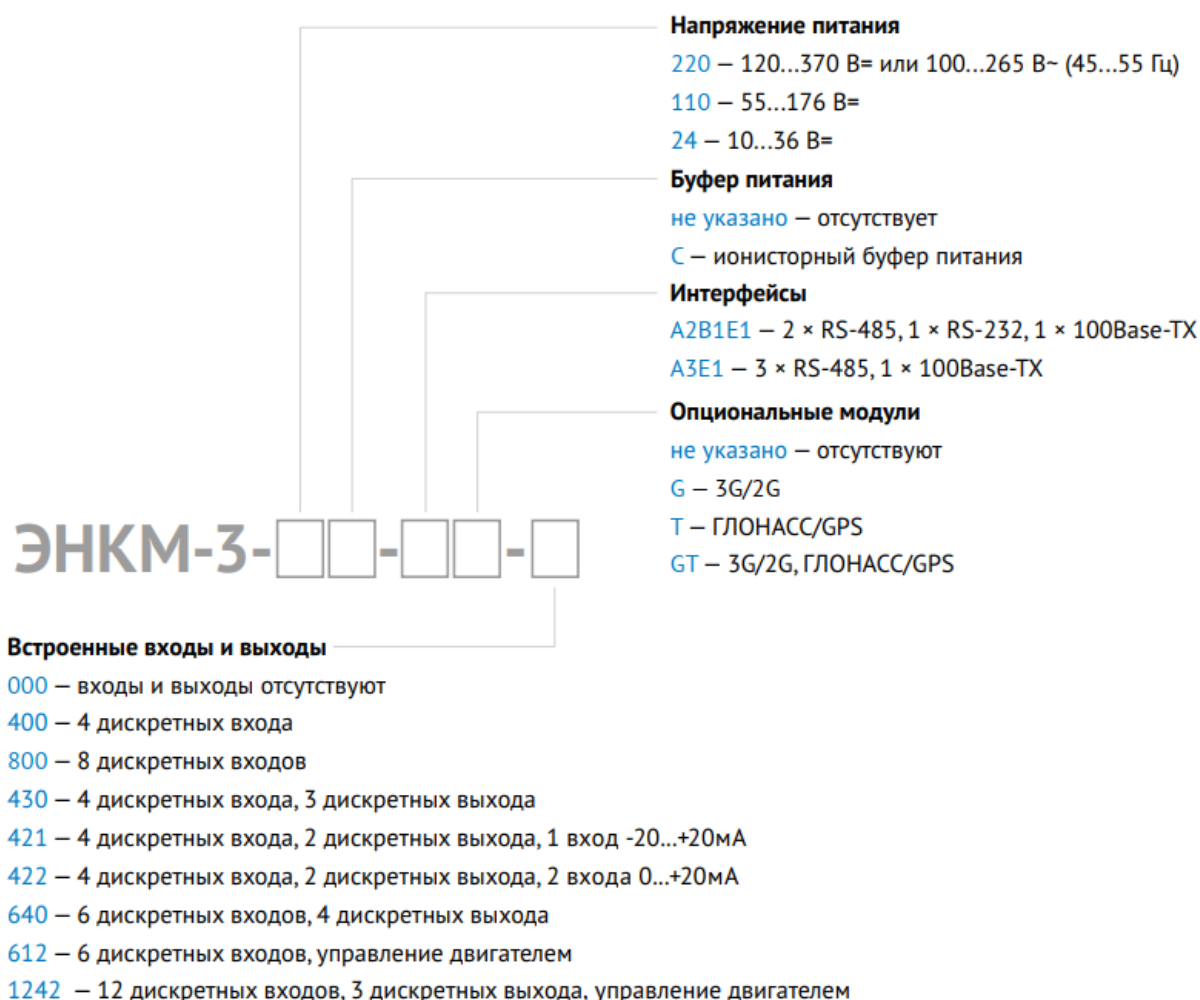 Напряжение питания
220 — 120...370 В= или 100...265 В~ (45...55 Гц)
110 — 55...176 В=
24 — 10...36 В=
Буфер питания
не указано — отсутствует
С — ионисторный буфер питания
Интерфейсы
A2B1E1 — 2 × RS-485, 1 × RS-232, 1 × 100Base-TX
A3E1 — 3 × RS-485, 1 × 100Base-TX
Опциональные модули
не указано — отсутствуют
G — 3G/2G
T — ГЛОНАСС/GPS
GT — 3G/2G, ГЛОНАСС/GPS
ЭНКМ-3-□□-□□-□
Встроенные входы и выходы
000 — входы и выходы отсутствуют
400 — 4 дискретных входа
800 — 8 дискретных входов
430 — 4 дискретных входа, 3 дискретных выхода
421 — 4 дискретных входа, 2 дискретных выхода, 1 вход -20...+20мА
422 — 4 дискретных входа, 2 дискретных выхода, 2 входа 0...+20мА
640 — 6 дискретных входов, 4 дискретных выхода
612 — 6 дискретных входов, управление двигателем
1242 — 12 дискретных входов, 3 дискретных выхода, управление двигателем